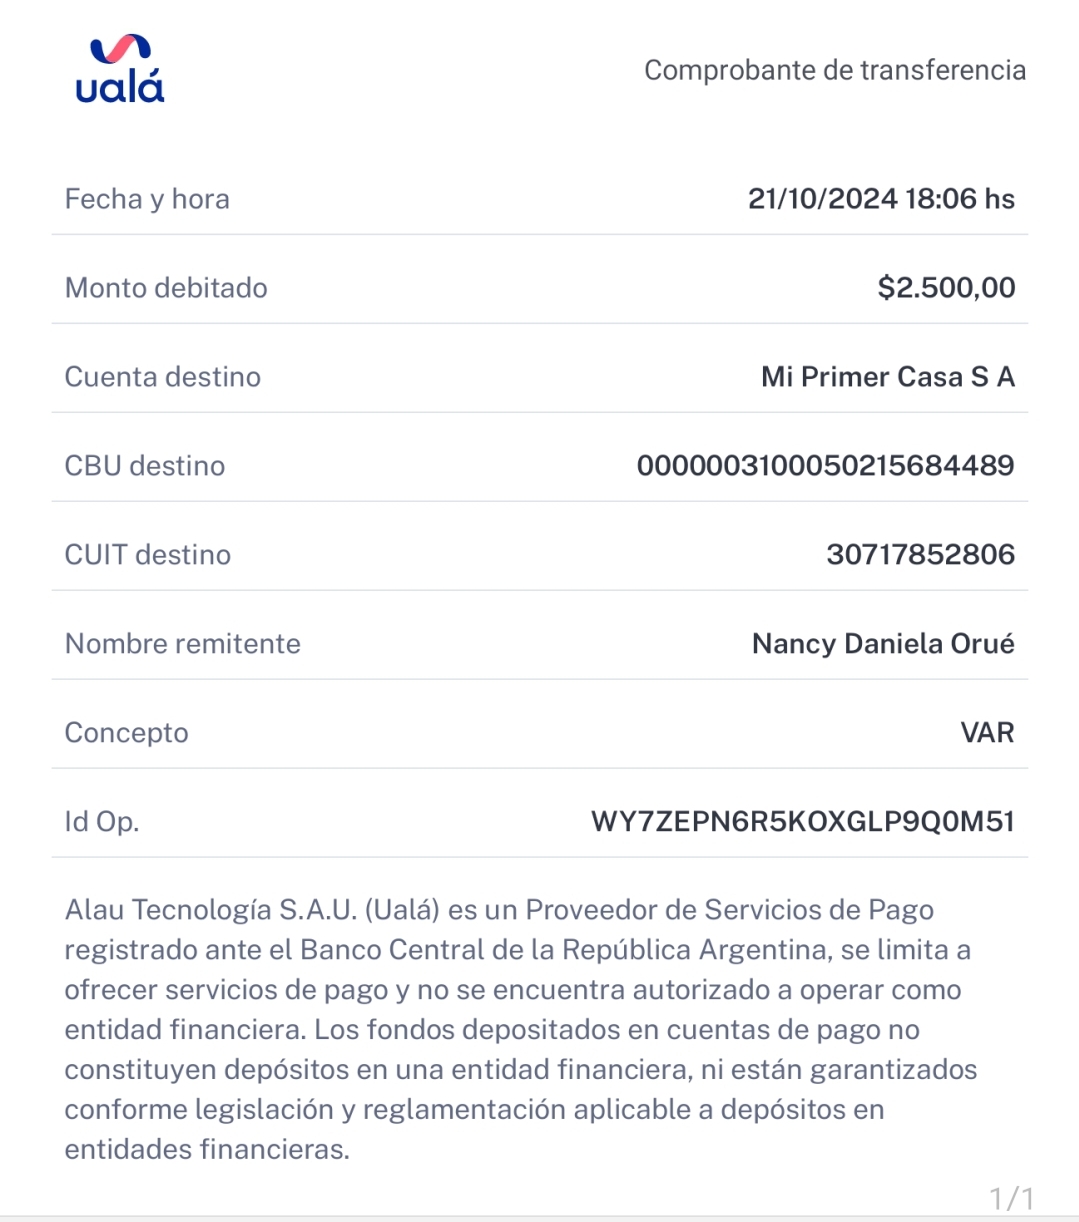 ualá
Comprobante de transferencia
Fecha y hora 21/10/2024 18:06 hs
Monto debitado $2.500,00
Cuenta destino Mi Primer Casa S A
CBU destino 0000003100050215684489
CUIT destino 30717852806
Nombre remitente Nancy Daniela Orué
Concepto VAR
Id Op. WY7ZEPN6R5KOXGLP9Q0M51
Alau Tecnología S.A.U. (Ualá) es un Proveedor de Servicios de Pago
registrado ante el Banco Central de la República Argentina, se limita a
ofrecer servicios de pago y no se encuentra autorizado a operar como
entidad financiera. Los fondos depositados en cuentas de pago no
constituyen depósitos en una entidad financiera, ni están garantizados
conforme legislación y reglamentación aplicable a depósitos en
entidades financieras.
1/1